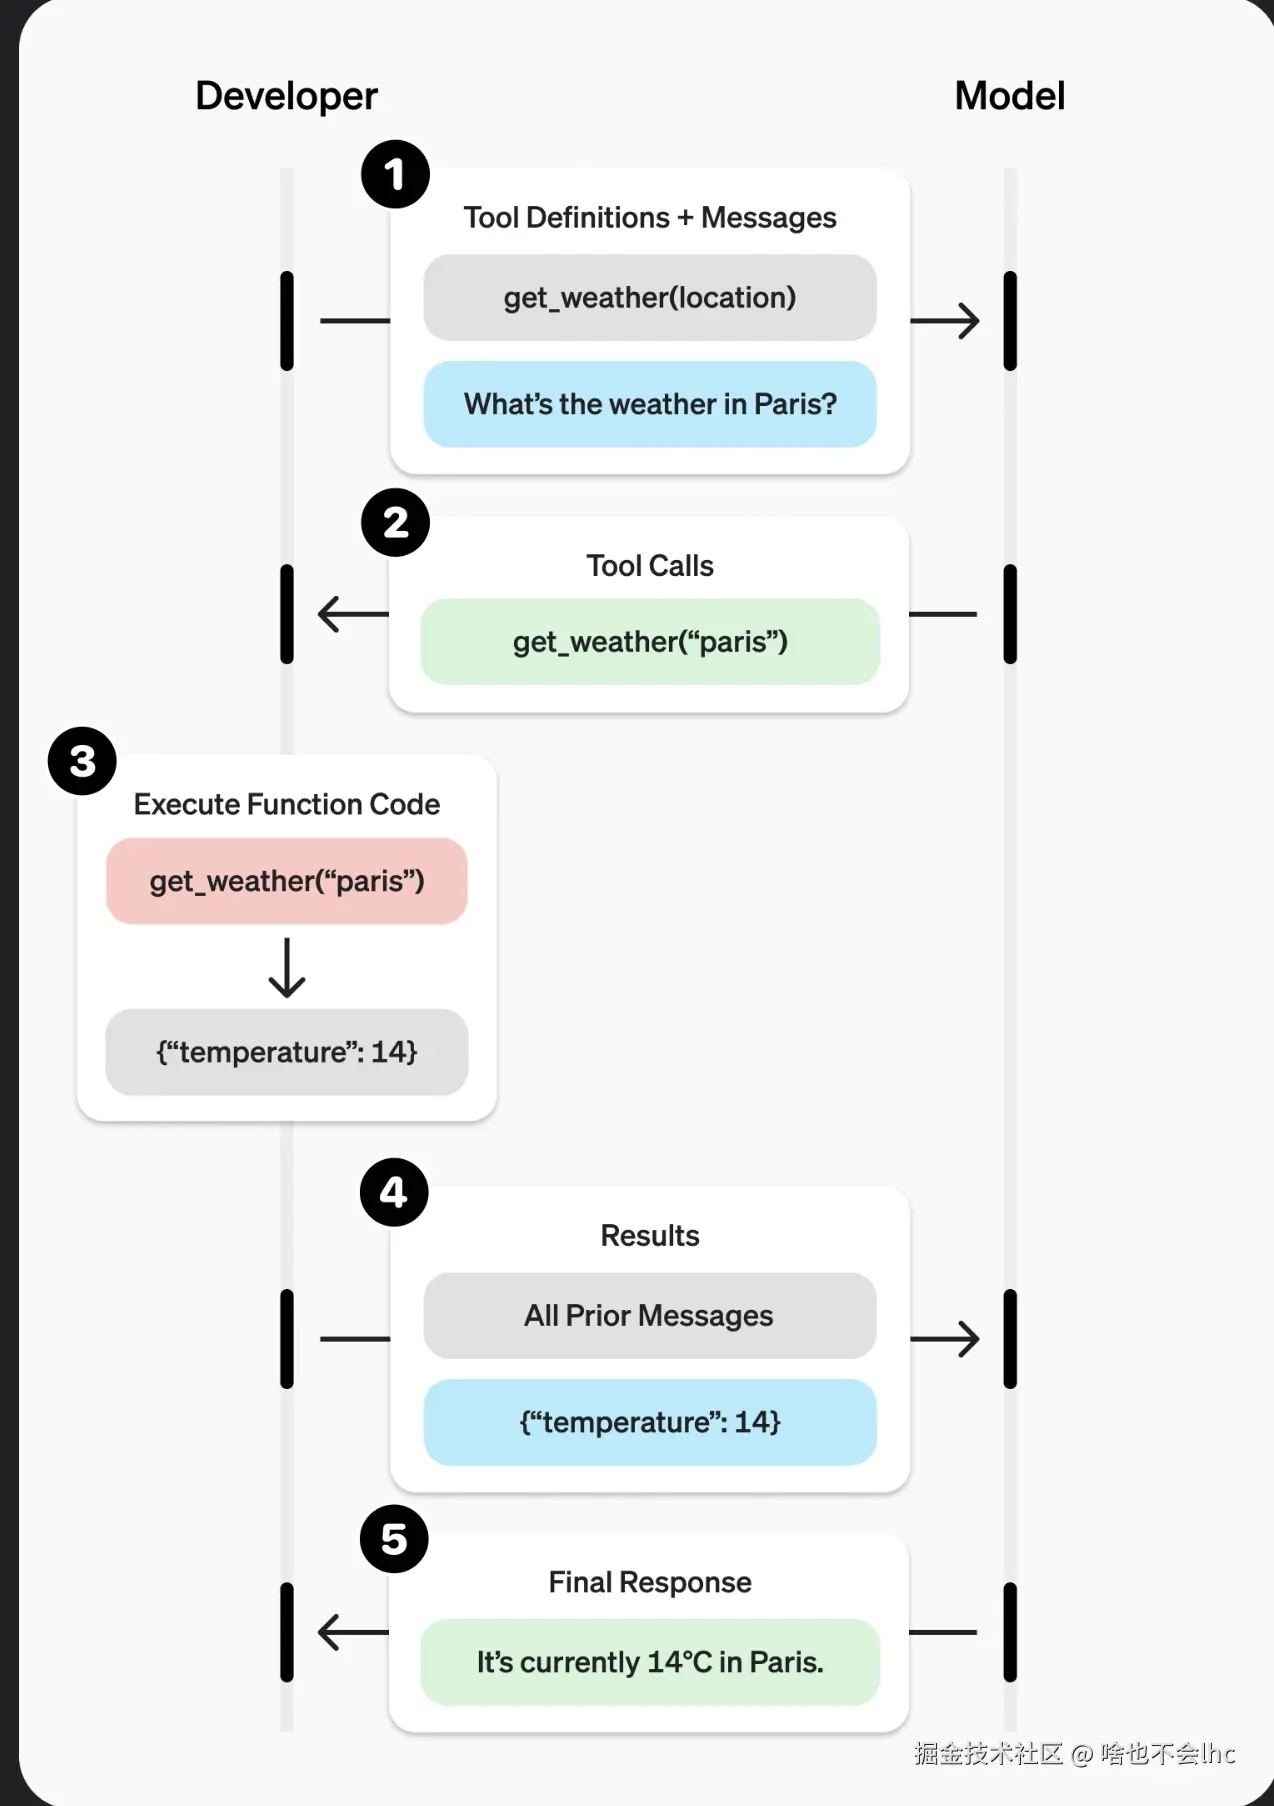 Developer
Model
1
Tool Definitions + Messages
get_weather(location)
What’s the weather in Paris?
2
Tool Calls
get_weather(“paris”)
3
Execute Function Code
get_weather(“paris”)
{“temperature”: 14}
4
Results
All Prior Messages
{“temperature”: 14}
5
Final Response
It’s currently 14°C in Paris.
掘金技术社区 @ 啥也不会lhc